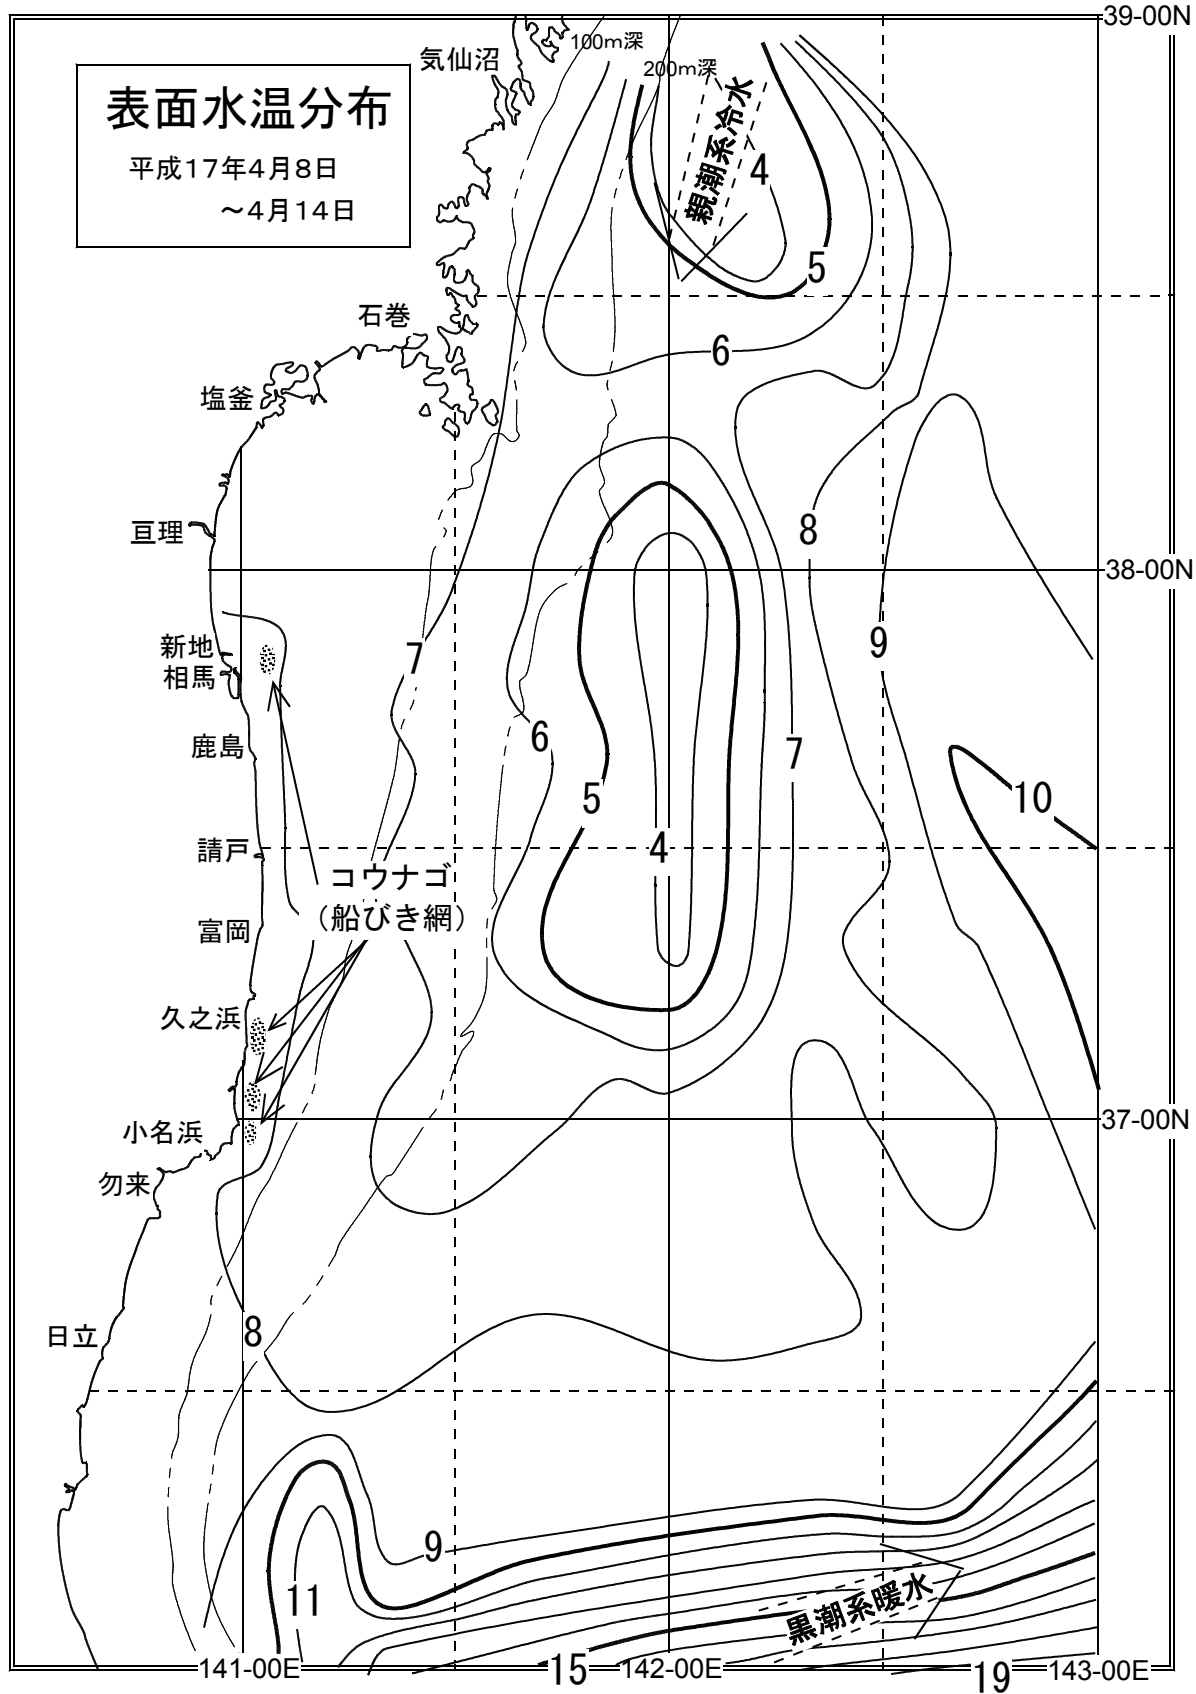 39-00N
100m深
気仙沼
200m深
表面水温分布
平成17年4月8日
～4月14日
親潮系冷水
4
5
石巻
6
塩釜
8
亘理
38-00N
9
新地
7
相馬
6
鹿島
7
5
10
請戸
4
コウナゴ
（船びき網）
富岡
久之浜
37-00N
小名浜
勿来
8
日立
9
11
黒潮系暖水
141-00E
15
142-00E
19
143-00E